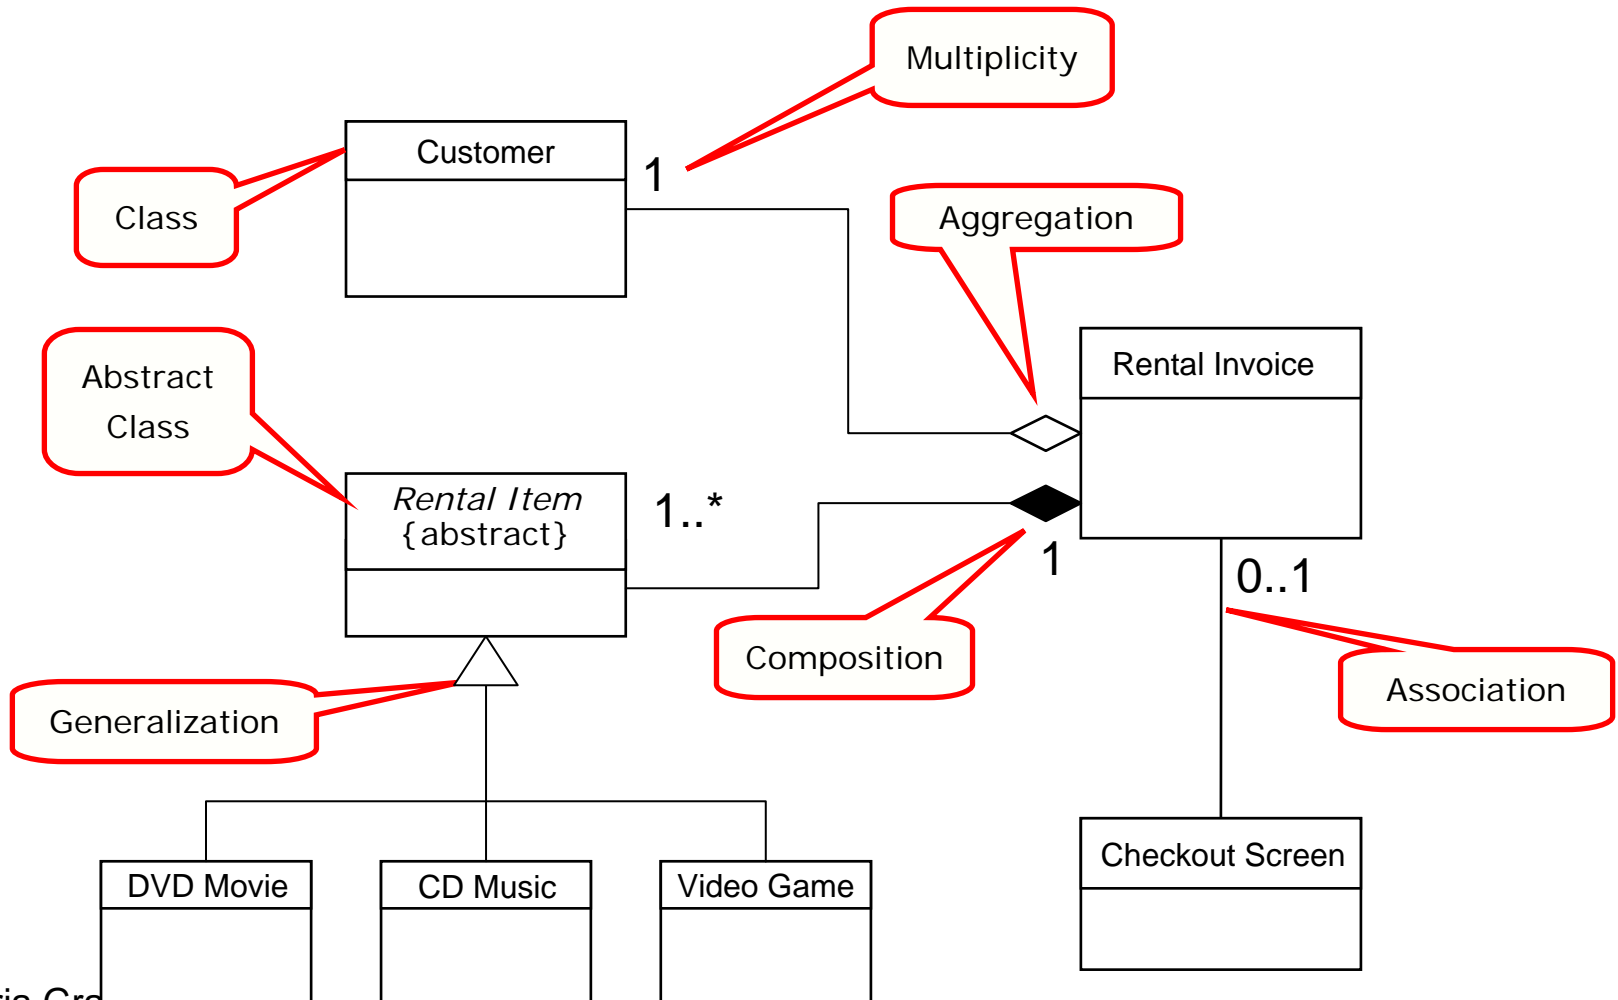 Multiplicity
Customer
1
Class
Aggregation
Abstract
Class
Rental Invoice
Rental Item
{abstract}
1..*
1
0..1
Composition
Association
Generalization
Checkout Screen
DVD Movie
CD Music
Video Game